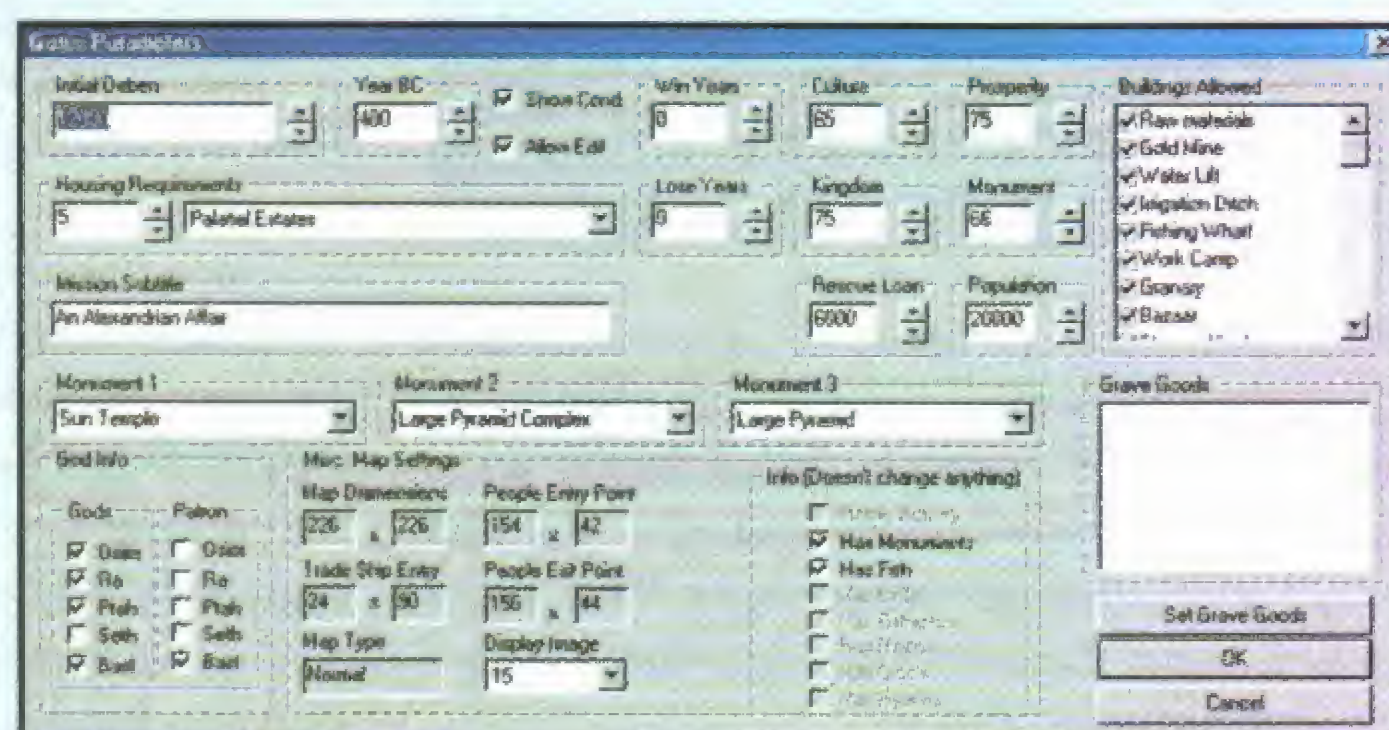 Game Parameters
Initial Deben
Year BC
400
Show Cond
Allow Edit
Win Years
0
Culture
65
Prosperity
75
Buildings Allowed
Raw materials
Gold Mine
Water Lift
Irrigation Ditch
Fishing Wharf
Work Camp
Granary
Bazaar
Housing Requirements
5
Palatial Estates
Lose Years
0
Kingdom
75
Monument
66
Mission Subtitle
An Alexandrian Affair
Rescue Loan
6000
Population
20000
Monument 1
Sun Temple
Monument 2
Large Pyramid Complex
Monument 3
Large Pyramid
Grave Goods
God Info
Gods
Patron
Osiris Osiris
Ra Ra
Ptah Ptah
Seth Seth
Bast Bast
Misc. Map Settings
Map Dimensions
226 x 226
People Entry Point
154 x 42
Trade Ship Entry
24 x 90
People Exit Point
156 x 44
Map Type
Normal
Display Image
15
Info (Doesn't change anything)
Has Monuments
Has Fish
Set Grave Goods
OK
Cancel